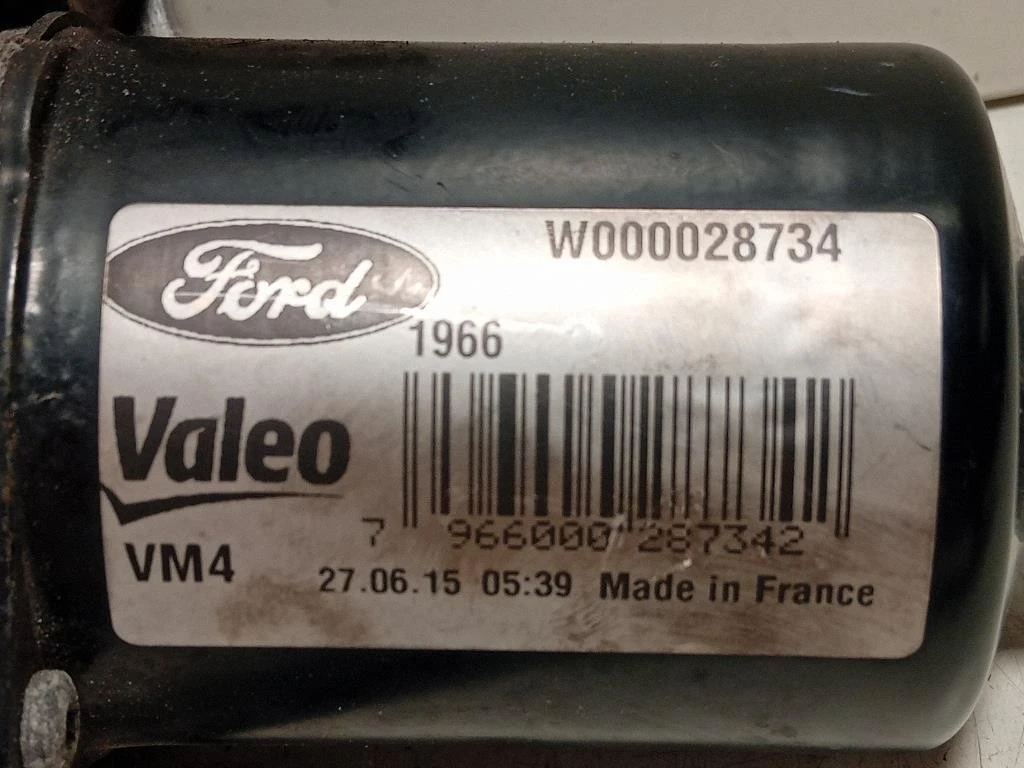 Ford
W000028734
1966
Valeo
7 966000 287342
VM4
27.06.15 05:39 Made in France